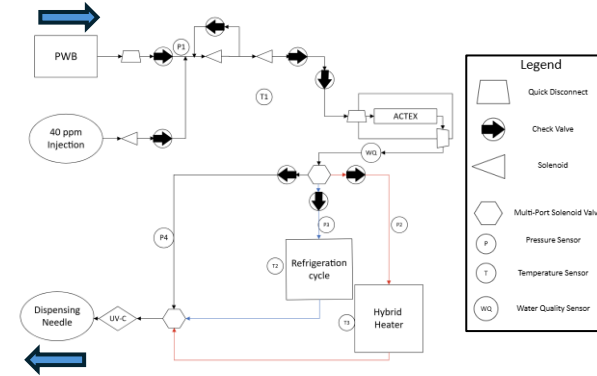 PWB
P1
T1
40 ppm
Injection
ACTEX
WQ
P4
P3
P2
T2
Refrigeration
cycle
Hybrid
Heater
T3
Dispensing
Needle
UV-C
Legend
Quick Disconnect
Check Valve
Solenoid
Multi-Port Solenoid Valv
P
Pressure Sensor
T
Temperature Sensor
WQ
Water Quality Sensor